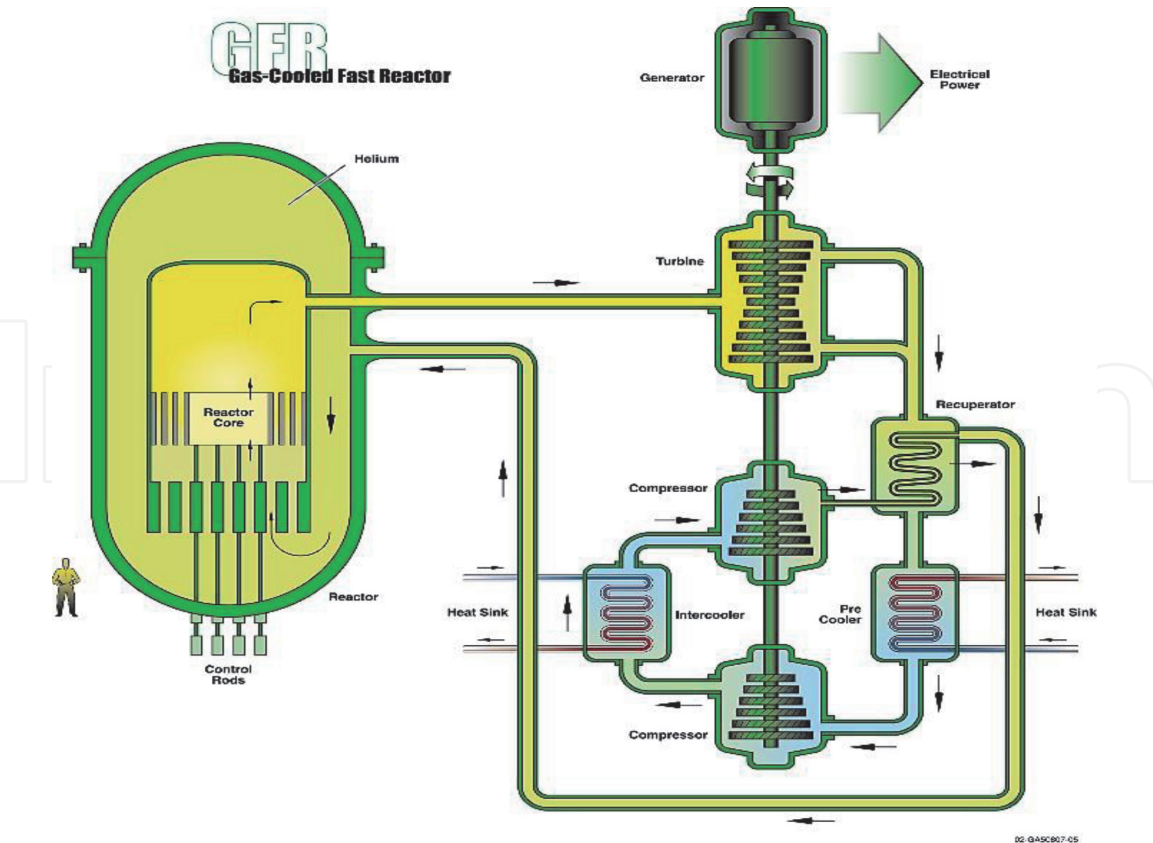 GFR
Gas-Cooled Fast Reactor
Generator
Electrical
Power
Helium
Turbine
Reactor
Core
Recuperator
Compressor
Reactor
Heat Sink
Intercooler
Pre
Cooler
Heat Sink
Control
Rods
Compressor
02-GA50807-05